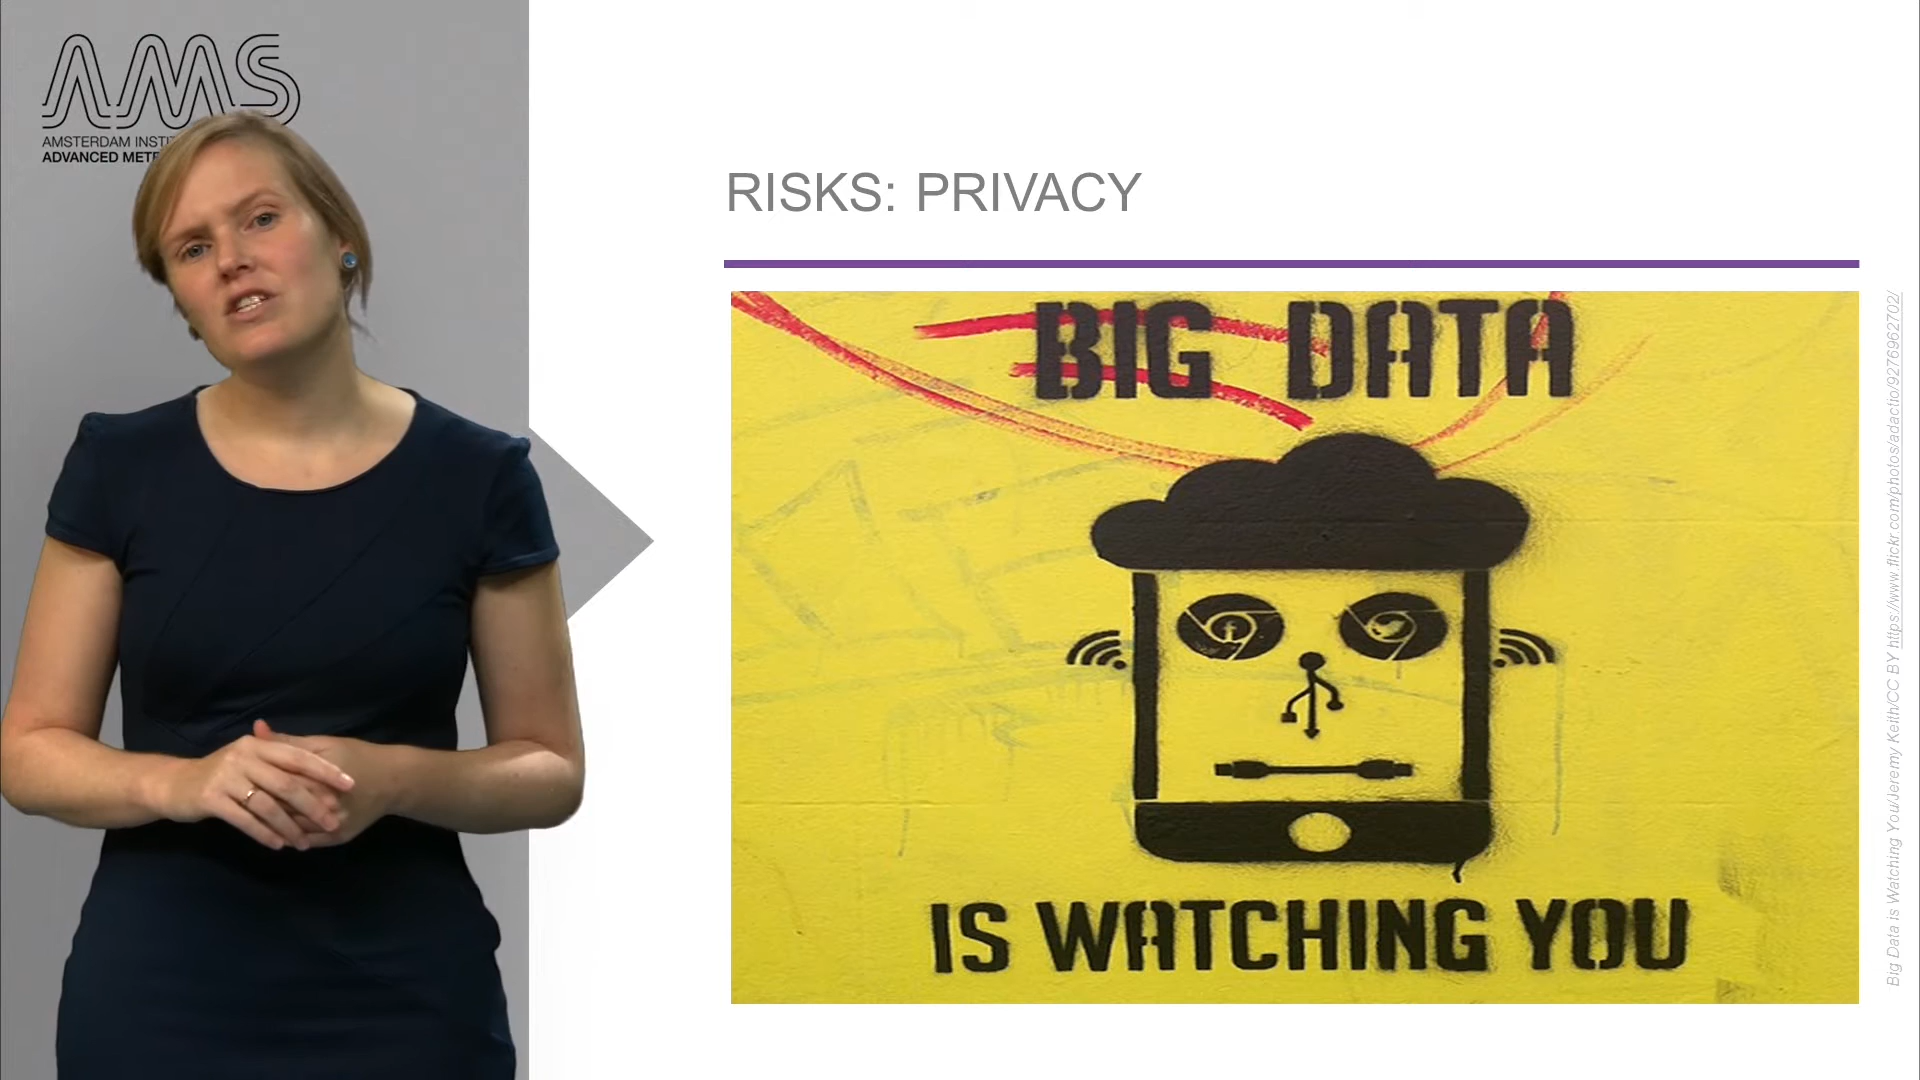 AMS
AMSTERDAM INSTI
ADVANCED METR
RISKS: PRIVACY
BIG DATA
IS WATCHING YOU
Big Data is Watching You/Jeremy Keith/CC BY https://www.flickr.com/photos/adactio/9276962702/